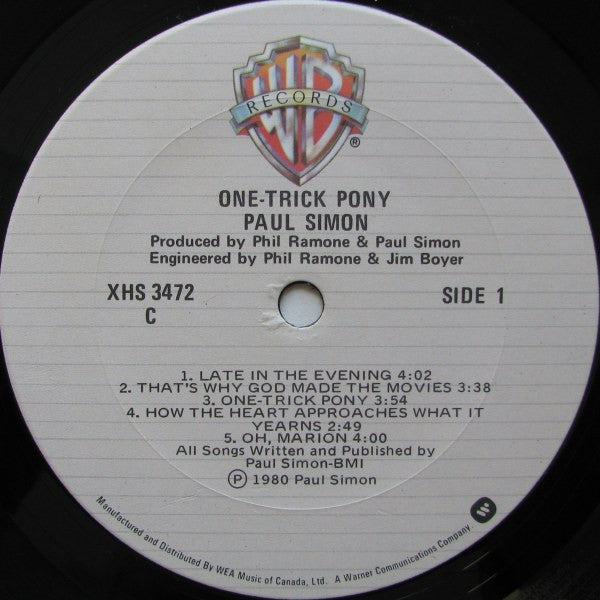 WB
RECORDS
®
ONE-TRICK PONY
PAUL SIMON
Produced by Phil Ramone & Paul Simon
Engineered by Phil Ramone & Jim Boyer
XHS 3472
C
SIDE 1
1. LATE IN THE EVENING 4:02
2. THAT'S WHY GOD MADE THE MOVIES 3:38
3. ONE-TRICK PONY 3:54
4. HOW THE HEART APPROACHES WHAT IT
YEARNS 2:49
5. OH, MARION 4:00
All Songs Written and Published by
Paul Simon-BMI
℗ 1980 Paul Simon
Manufactured and Distributed By WEA Music of Canada, Ltd. A Warner Communications Company.